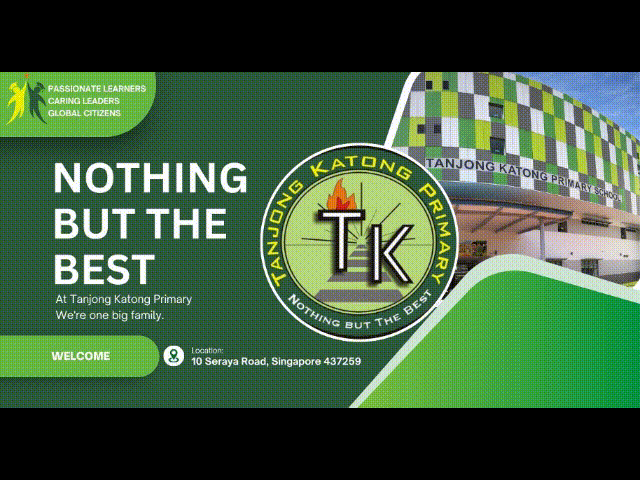 PASSIONATE LEARNERS
CARING LEADERS
GLOBAL CITIZENS
NOTHING
BUT THE
BEST
At Tanjong Katong Primary
We're one big family.
WELCOME
Location:
10 Seraya Road, Singapore 437259
TANJONG KATONG PRIMARY
TK
NOTHING BUT THE BEST
TANJONG KATONG PRIMARY SCHOOL